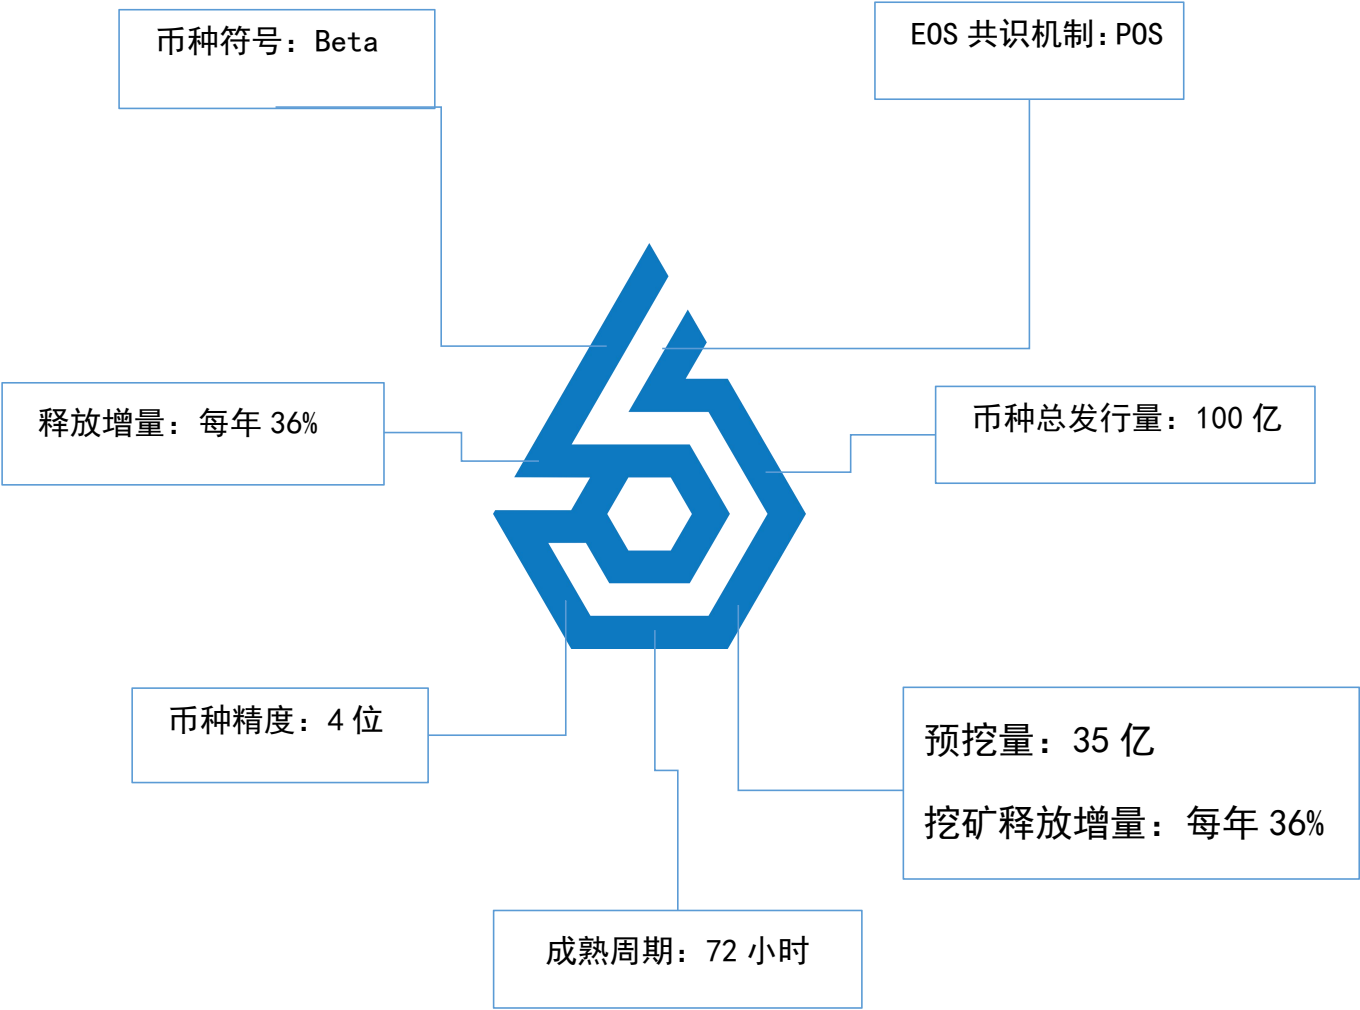 币种符号：Beta
EOS 共识机制：POS
释放增量：每年 36%
币种总发行量：100 亿
币种精度：4 位
预挖量：35 亿
挖矿释放增量：每年 36%
成熟周期：72 小时